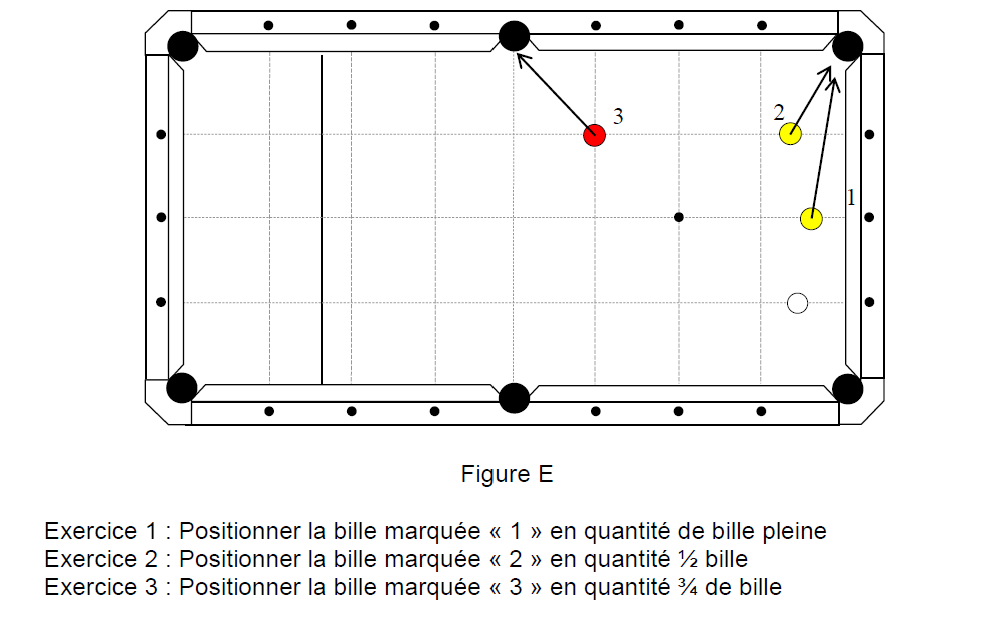 3
2
1
Figure E
Exercice 1 : Positionner la bille marquée « 1 » en quantité de bille pleine
Exercice 2 : Positionner la bille marquée « 2 » en quantité ½ bille
Exercice 3 : Positionner la bille marquée « 3 » en quantité ¾ de bille